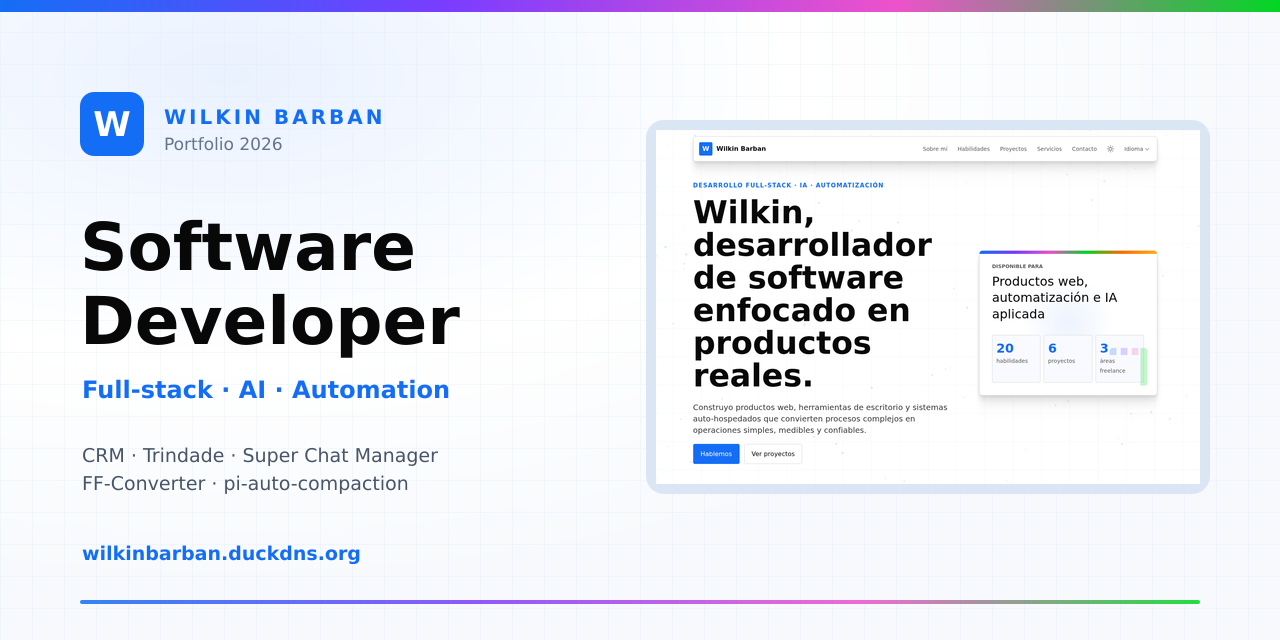 W
WILKIN BARBAN
Portfolio 2026
Software
Developer
Full-stack · AI · Automation
CRM · Trindade · Super Chat Manager
FF-Converter · pi-auto-compaction
wilkinbarban.duckdns.org
W Wilkin Barban Sobre mí Habilidades Proyectos Servicios Contacto Idioma
DESARROLLO FULL-STACK · IA · AUTOMATIZACIÓN
Wilkin,
desarrollador
de software
enfocado en
productos
reales.
Construyo productos web, herramientas de escritorio y sistemas
auto-hospedados que convierten procesos complejos en
operaciones simples, medibles y confiables.
Hablemos Ver proyectos
DISPONIBLE PARA
Productos web,
automatización e IA
aplicada
20 6 3
habilidades proyectos áreas
freelance